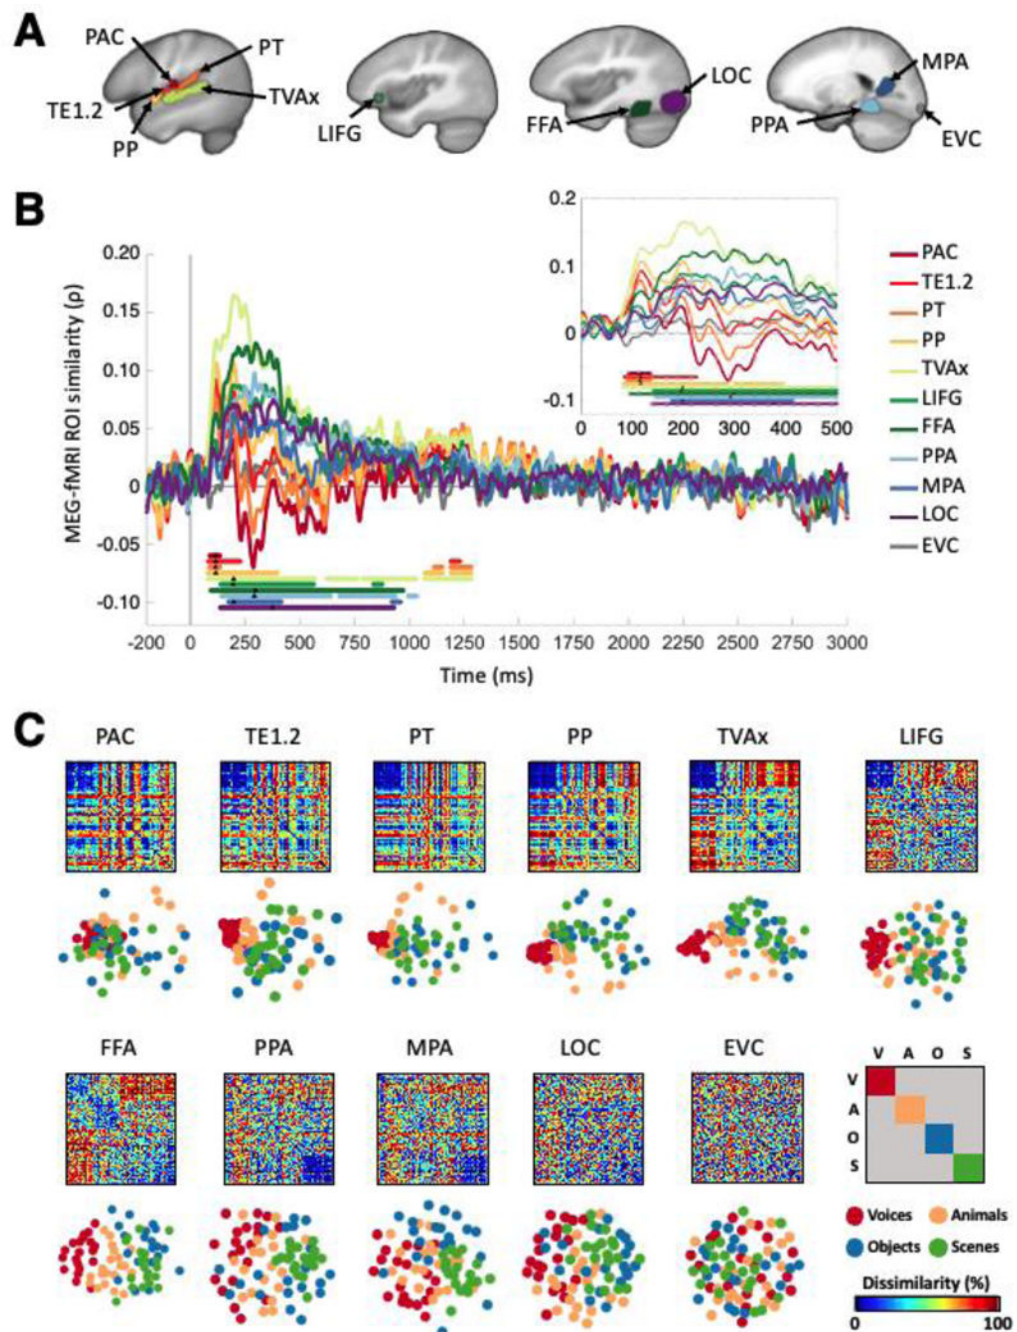 A
PAC
PT
TE1.2
TVAx
PP
LIFG
LOC
FFA
MPA
PPA
EVC
B
MEG-fMRI ROI similarity (ρ)
0.20
0.15
0.10
0.05
0
-0.05
-0.10
-200 0 250 500 750 1000 1250 1500 1750 2000 2250 2500 2750 3000
Time (ms)
0.2
0.1
0
-0.1
0 100 200 300 400 500
PAC
TE1.2
PT
PP
TVAx
LIFG
FFA
PPA
MPA
LOC
EVC
C
PAC TE1.2 PT PP TVAx LIFG
FFA PPA MPA LOC EVC
V A O S
V
A
O
S
Voices Animals
Objects Scenes
Dissimilarity (%)
0 100